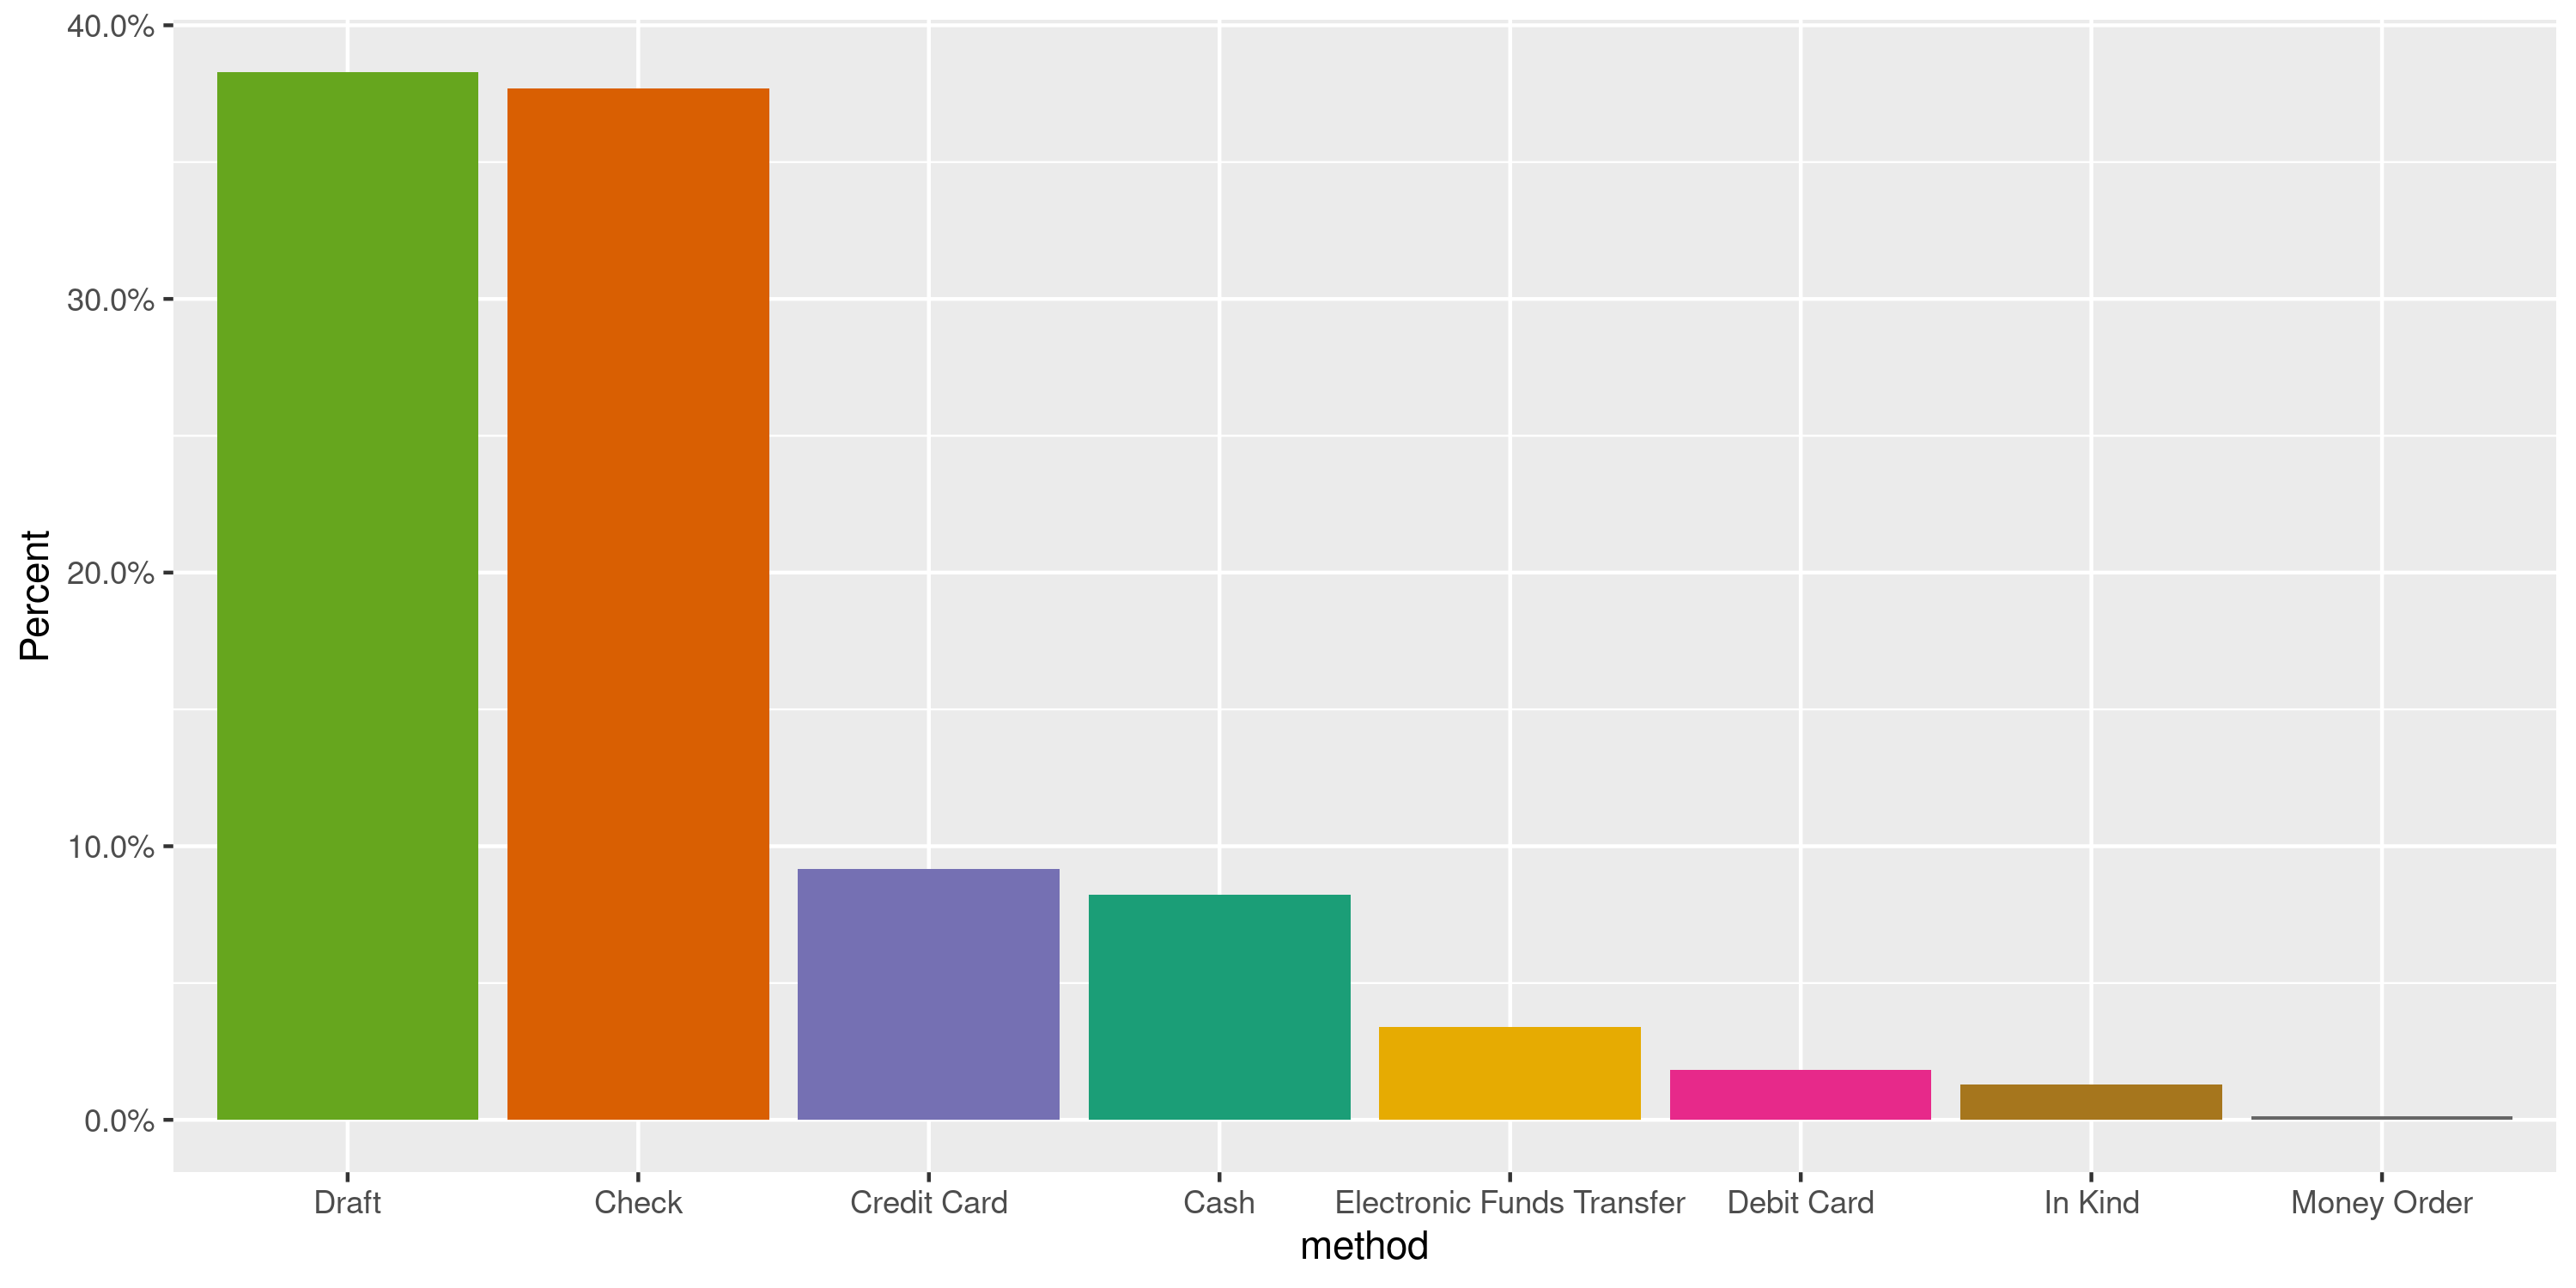 40.0%
30.0%
20.0%
10.0%
0.0%
Percent
Draft Check Credit Card Cash Electronic Funds Transfer Debit Card In Kind Money Order
method